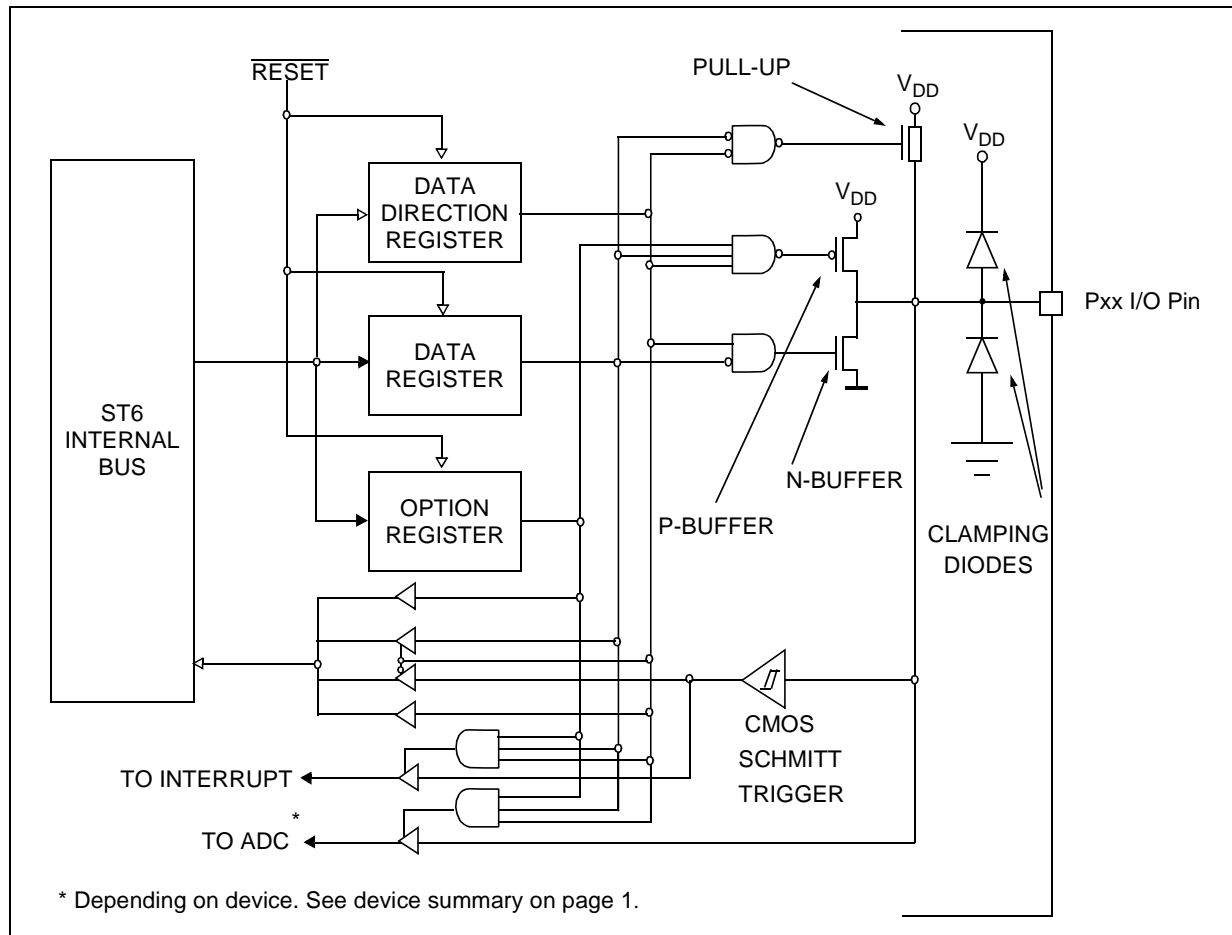 RESET
PULL-UP
VDD
VDD
DATA
DIRECTION
REGISTER
VDD
Pxx I/O Pin
DATA
REGISTER
ST6
INTERNAL
BUS
N-BUFFER
OPTION
REGISTER
P-BUFFER
CLAMPING
DIODES
CMOS
SCHMITT
TRIGGER
TO INTERRUPT
TO ADC *
* Depending on device. See device summary on page 1.